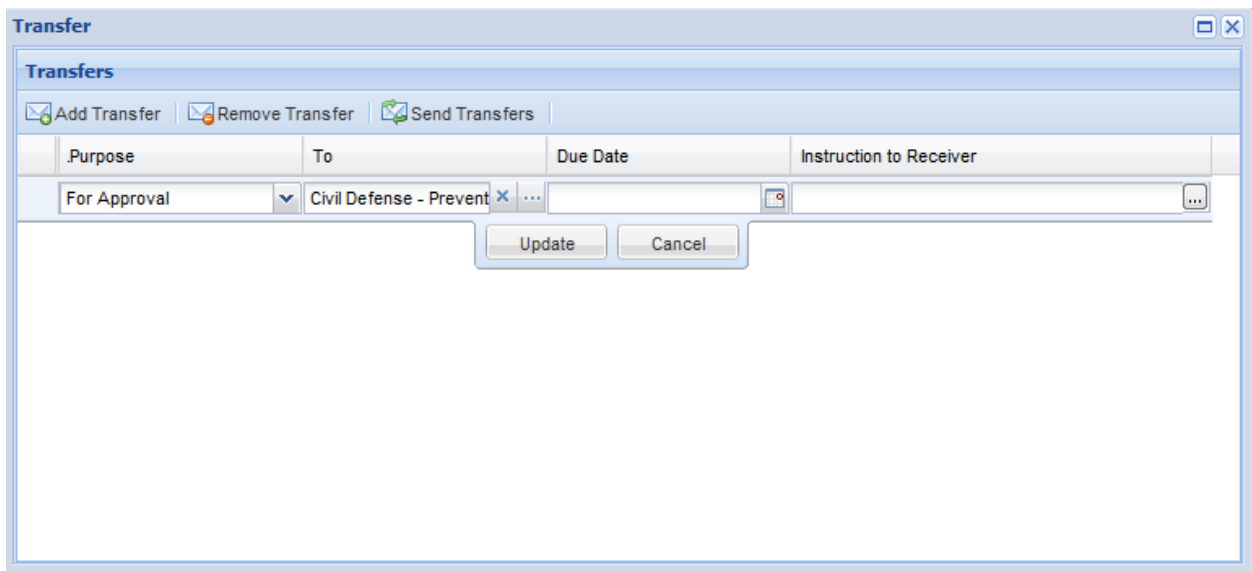 Transfer
Transfers
Add Transfer Remove Transfer Send Transfers
.Purpose To Due Date Instruction to Receiver
For Approval Civil Defense - Prevent ... ...
Update Cancel